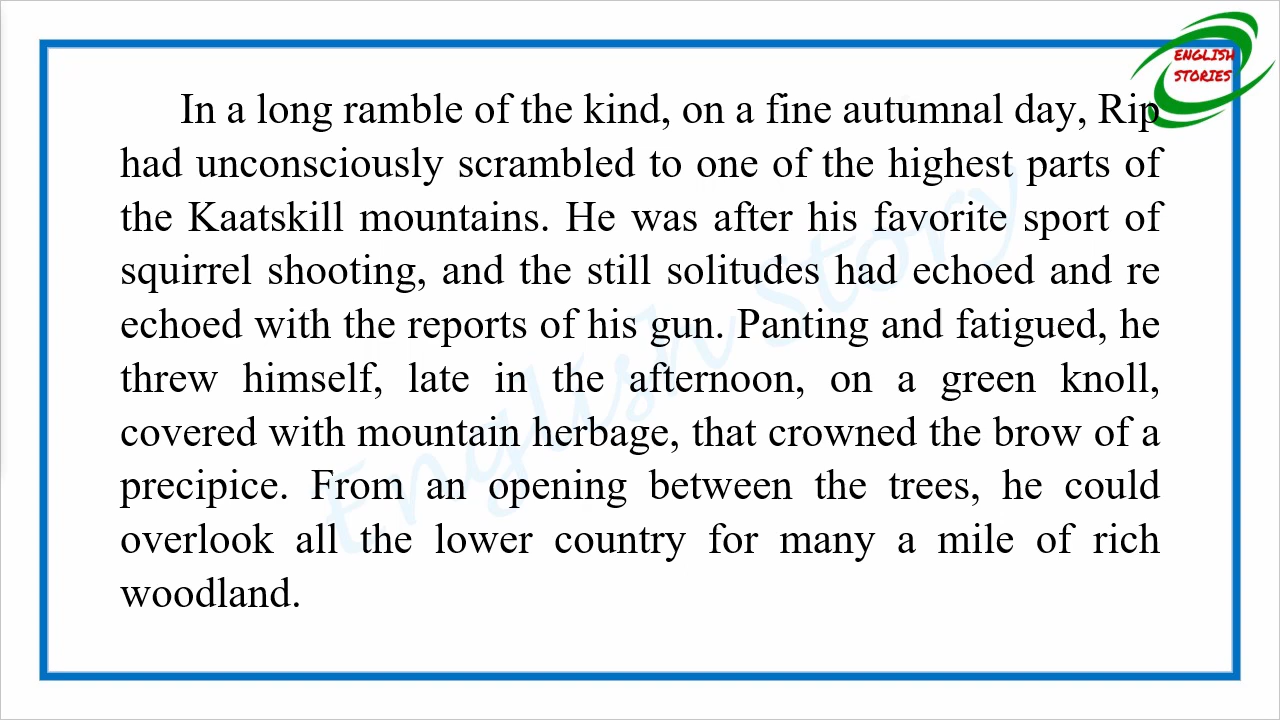 ENGLISH
STORIES
In a long ramble of the kind, on a fine autumnal day, Rip
had unconsciously scrambled to one of the highest parts of
the Kaatskill mountains. He was after his favorite sport of
squirrel shooting, and the still solitudes had echoed and re
echoed with the reports of his gun. Panting and fatigued, he
threw himself, late in the afternoon, on a green knoll,
covered with mountain herbage, that crowned the brow of a
precipice. From an opening between the trees, he could
overlook all the lower country for many a mile of rich
woodland.
English Story